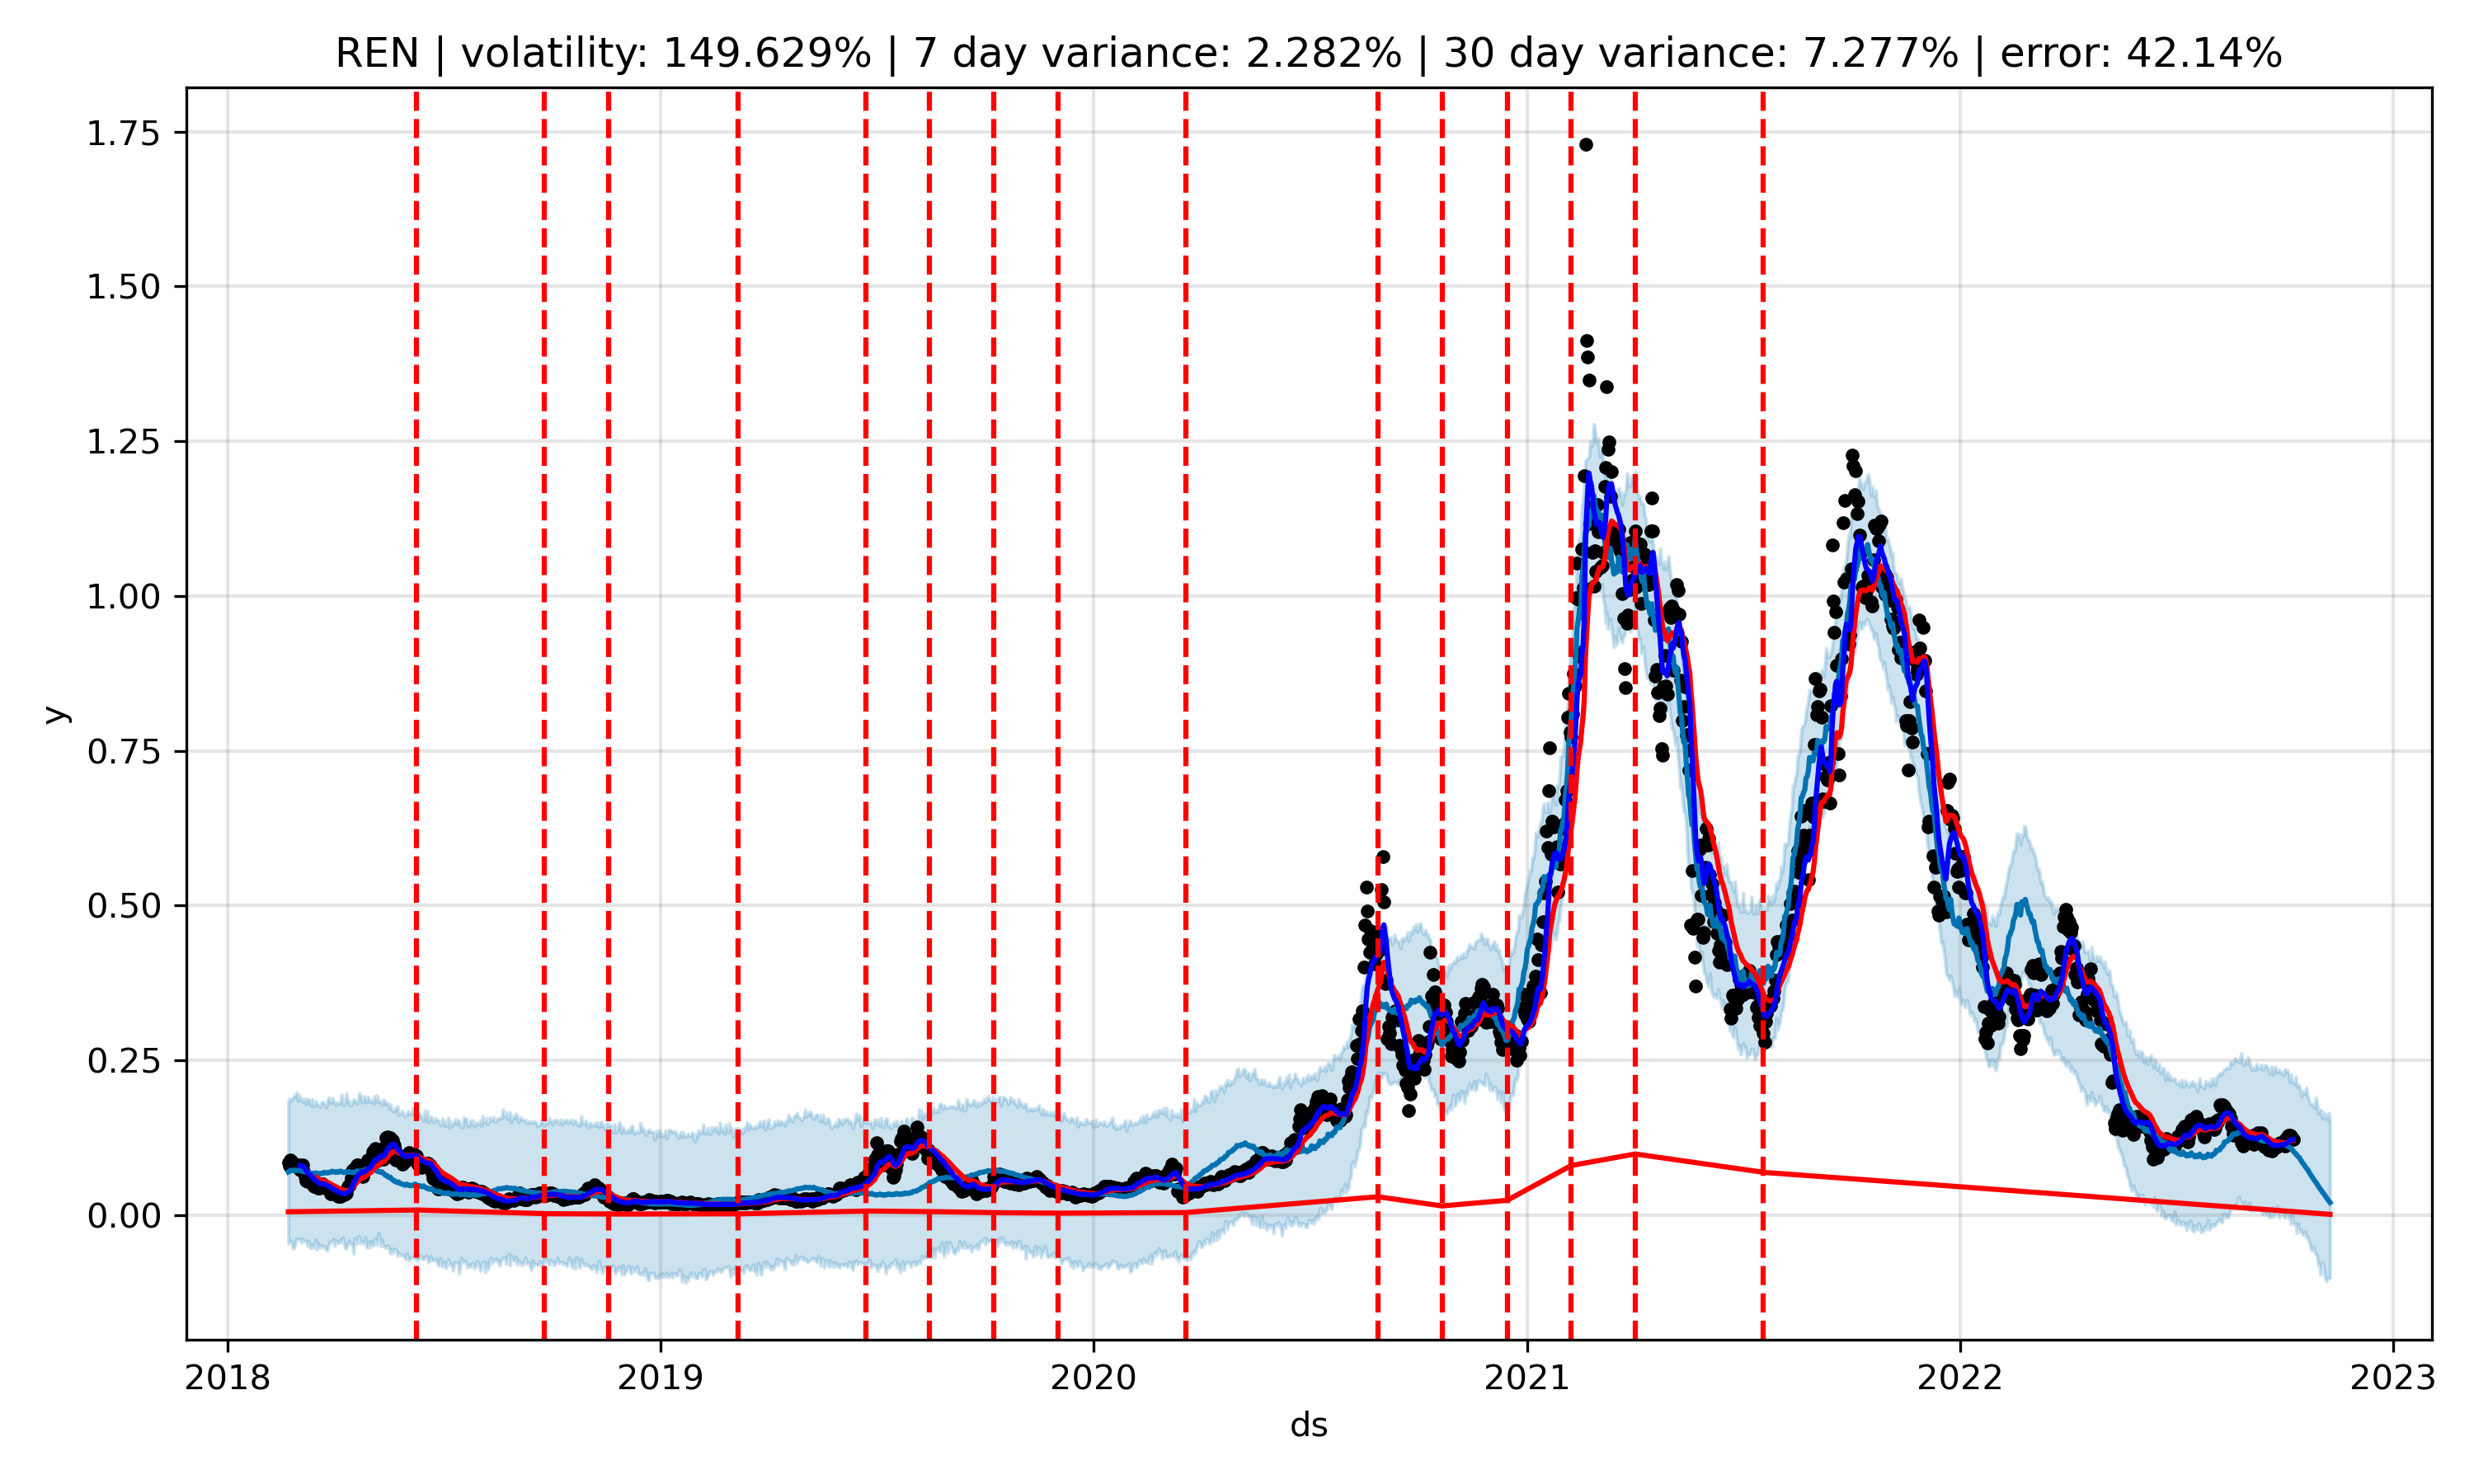 REN | volatility: 149.629% | 7 day variance: 2.282% | 30 day variance: 7.277% | error: 42.14%
1.75
1.50
1.25
1.00
0.75
0.50
0.25
0.00
y
2018 2019 2020 2021 2022 2023
ds